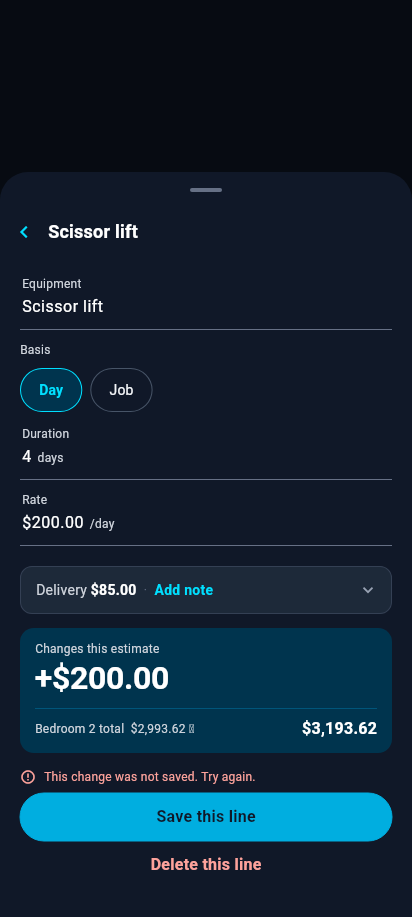 Scissor lift
Equipment
Scissor lift
Basis
Day Job
Duration
4 days
Rate
$200.00 /day
Delivery $85.00 · Add note
Changes this estimate
+$200.00
Bedroom 2 total $2,993.62 $3,193.62
This change was not saved. Try again.
Save this line
Delete this line